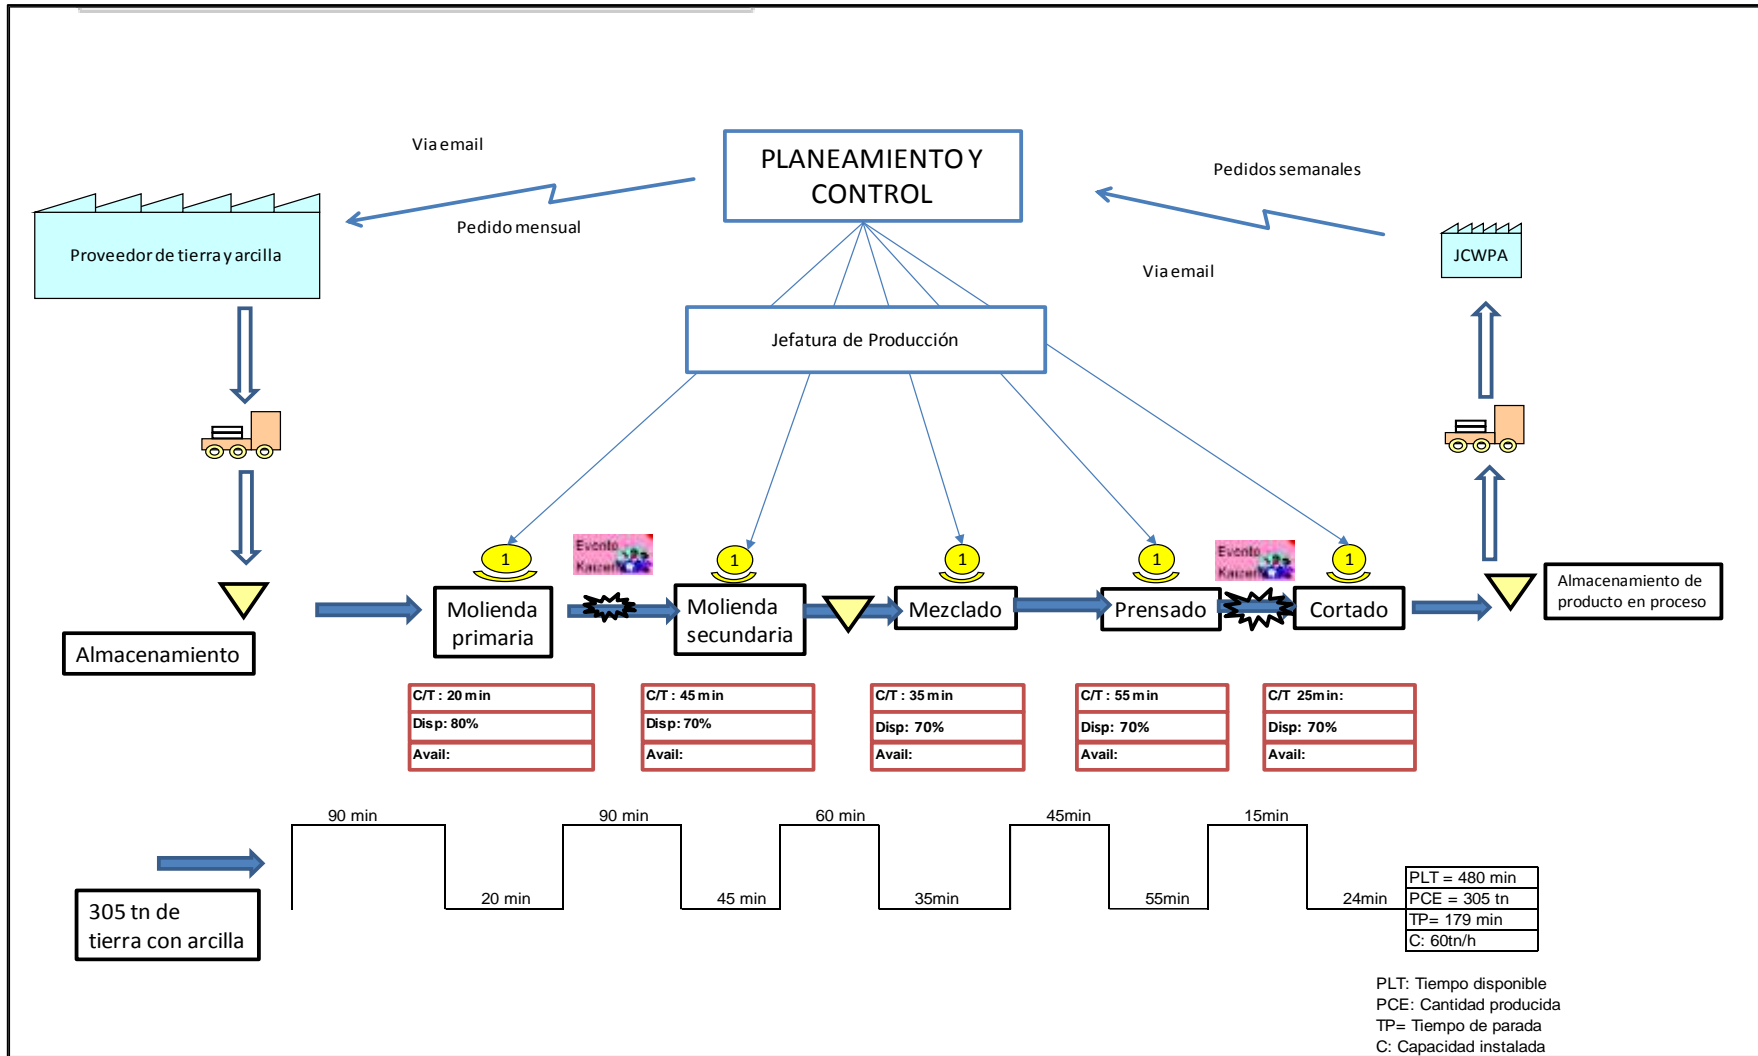 Via email
PLANEAMIENTO Y
CONTROL
Pedidos semanales
Pedido mensual
Proveedor de tierra y arcilla
JCWPA
Via email
Jefatura de Producción
1
1
1
1
1
Evento
Kaizen
Evento
Kaizen
Almacenamiento
Molienda
primaria
Molienda
secundaria
Mezclado
Prensado
Cortado
Almacenamiento de
producto en proceso
C/T : 20 min
Disp: 80%
Avail:
C/T : 45 min
Disp: 70%
Avail:
C/T : 35 min
Disp: 70%
Avail:
C/T : 55 min
Disp: 70%
Avail:
C/T 25min:
Disp: 70%
Avail:
90 min
90 min
60 min
45min
15min
20 min
45 min
35min
55min
24min
305 tn de
tierra con arcilla
PLT = 480 min
PCE = 305 tn
TP= 179 min
C: 60tn/h
PLT: Tiempo disponible
PCE: Cantidad producida
TP= Tiempo de parada
C: Capacidad instalada